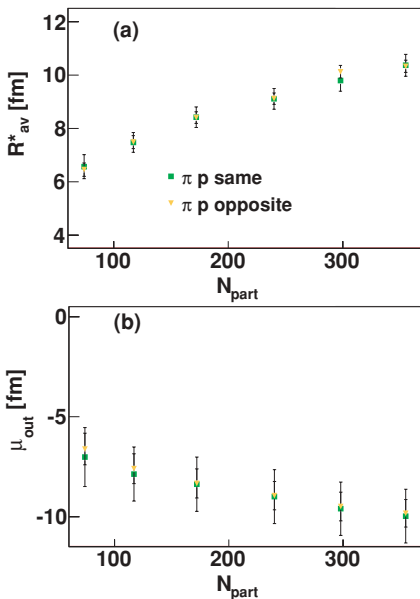 (a)
R*av [fm]
12
10
8
6
4
π p same
π p opposite
100
200
300
Npart
(b)
μout [fm]
0
-5
-10
100
200
300
Npart